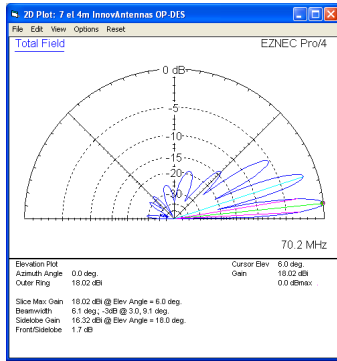 2D Plot: 7 el 4m InnovAntennas OP-DES
File Edit View Options Reset
Total Field
EZNEC Pro/4
0 dB
-5
-10
-15
-20
70.2 MHz
Elevation Plot
Cursor Elev 6.0 deg.
Azimuth Angle 0.0 deg.
Gain 18.02 dBi
Outer Ring 18.02 dBi
0.0 dBmax
Slice Max Gain 18.02 dBi @ Elev Angle = 6.0 deg.
Beamwidth 6.1 deg.; -3dB @ 3.0, 9.1 deg.
Sidelobe Gain 16.32 dBi @ Elev Angle = 18.0 deg.
Front/Sidelobe 1.7 dB